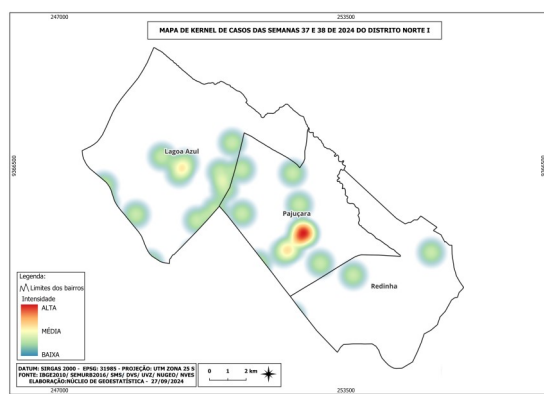 247000
253500
MAPA DE KERNEL DE CASOS DAS SEMANAS 37 E 38 DE 2024 DO DISTRITO NORTE I
9366500
9366500
Lagoa Azul
Pajuçara
Redinha
Legenda:
Limites dos bairros
Intensidade
ALTA
MÉDIA
BAIXA
DATUM: SIRGAS 2000 - EPSG: 31985 - PROJEÇÃO: UTM ZONA 25 S
FONTE: IBGE2010/ SEMURB2016/ SMS/ DVS/ UVZ/ NUGEO/ NVES
ELABORAÇÃO:NÚCLEO DE GEOESTATÍSTICA - 27/09/2024
0 1 2 km
247000
253500